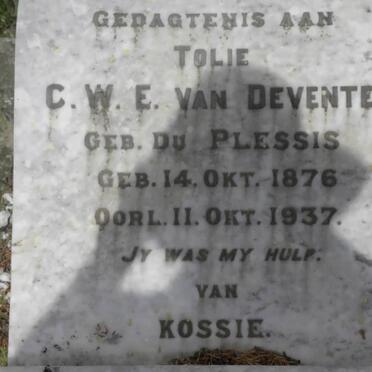 GEDAGTENIS AAN
TOLIE
C. W. E. VAN DEVENTE
GEB. DU PLESSIS
GEB. 14. OKT. 1876
OORL. 11. OKT. 1937.
JY WAS MY HULP.
VAN
KOSSIE.